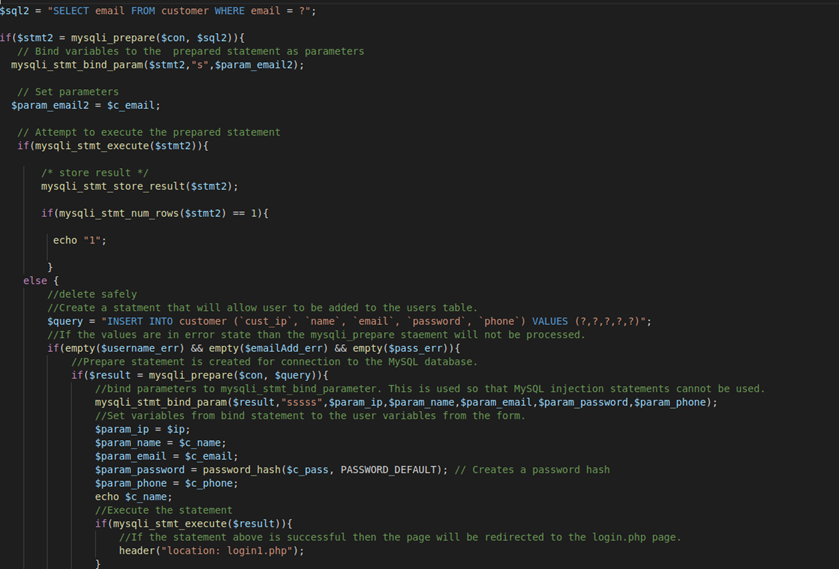 $sql2 = "SELECT email FROM customer WHERE email = ?";
if($stmt2 = mysqli_prepare($con, $sql2)){
// Bind variables to the  prepared statement as parameters
mysqli_stmt_bind_param($stmt2,"s",$param_email2);
// Set parameters
$param_email2 = $c_email;
// Attempt to execute the prepared statement
if(mysqli_stmt_execute($stmt2)){
/* store result */
mysqli_stmt_store_result($stmt2);
if(mysqli_stmt_num_rows($stmt2) == 1){
echo "1";
}
else {
//delete safely
//Create a statment that will allow user to be added to the users table.
$query = "INSERT INTO customer (`cust_ip`, `name`, `email`, `password`, `phone`) VALUES (?,?,?,?,?)";
//If the values are in error state than the mysqli_prepare staement will not be processed.
if(empty($username_err) && empty($emailAdd_err) && empty($pass_err)){
//Prepare statement is created for connection to the MySQL database.
if($result = mysqli_prepare($con, $query)){
//bind parameters to mysqli_stmt_bind_parameter. This is used so that MySQL injection statements cannot be used.
mysqli_stmt_bind_param($result,"sssss",$param_ip,$param_name,$param_email,$param_password,$param_phone);
//Set variables from bind statement to the user variables from the form.
$param_ip = $ip;
$param_name = $c_name;
$param_email = $c_email;
$param_password = password_hash($c_pass, PASSWORD_DEFAULT); // Creates a password hash
$param_phone = $c_phone;
echo $c_name;
//Execute the statement
if(mysqli_stmt_execute($result)){
//If the statement above is successful then the page will be redirected to the login.php page.
header("location: login1.php");
}